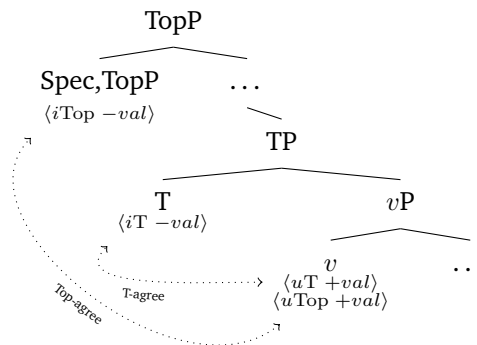 TopP
Spec,TopP ...
⟨iTop −val⟩
TP
T vP
⟨iT −val⟩
v ..
⟨uT +val⟩
⟨uTop +val⟩
T-agree
Top-agree